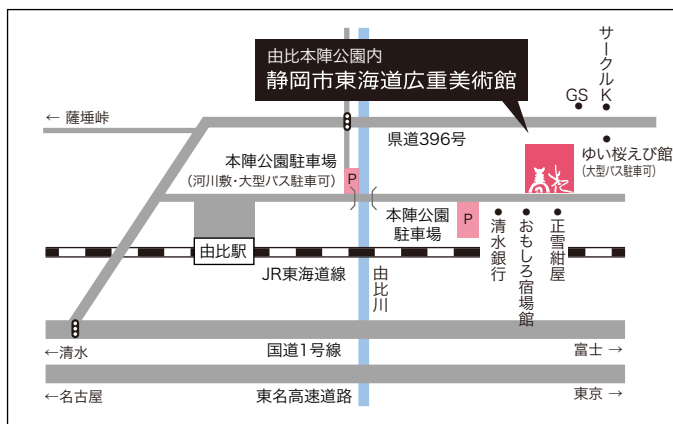 由比本陣公園内
静岡市東海道広重美術館
サークルK
GS
← 薩埵峠
県道396号
ゆい桜えび館
(大型バス駐車可)
本陣公園駐車場
(河川敷・大型バス駐車可)
P
本陣公園
駐車場
P
清水銀行
おもしろ宿場館
正雪紺屋
由比駅
JR東海道線
由比川
国道1号線
←清水
富士→
東名高速道路
←名古屋
東京→